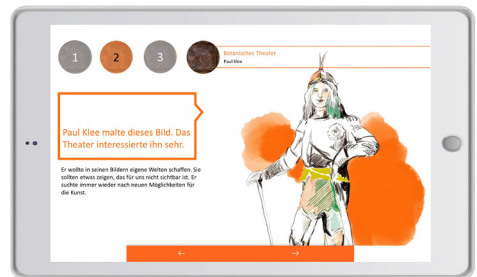 1 2 3
Botanisches Theater
Paul Klee
Paul Klee malte dieses Bild. Das
Theater interessierte ihn sehr.
Er wollte in seinen Bildern eigene Welten schaffen. Sie
sollten etwas zeigen, das für uns nicht sichtbar ist. Er
suchte immer wieder nach neuen Möglichkeiten für
die Kunst.
← →